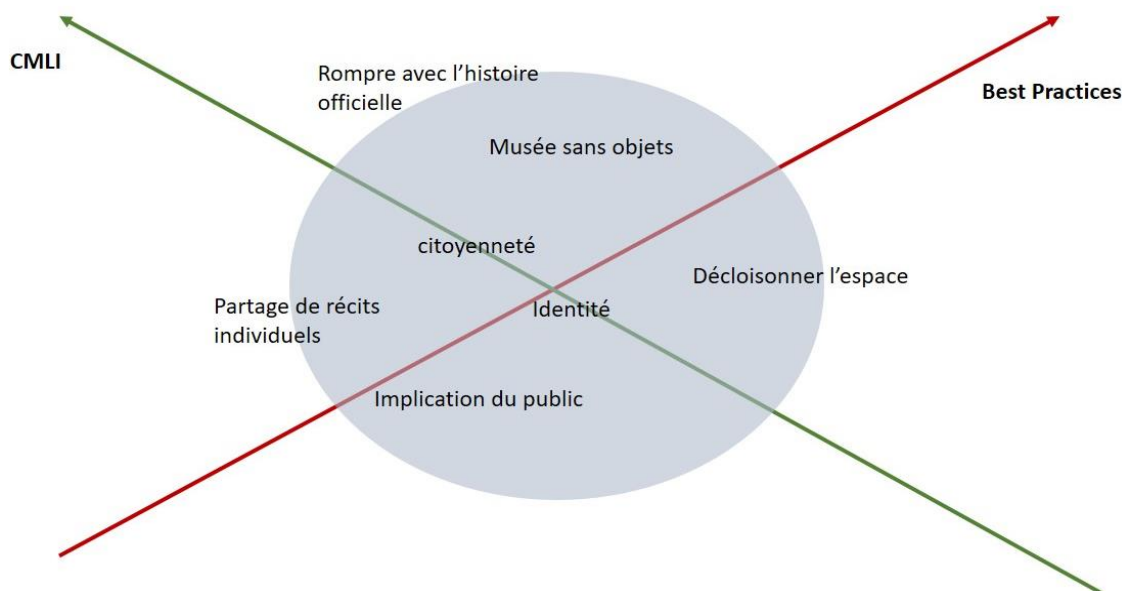 CMLI
Rompre avec l’histoire
officielle
Best Practices
Musée sans objets
citoyenneté
Décloisonner l’espace
Partage de récits
individuels
Identité
Implication du public